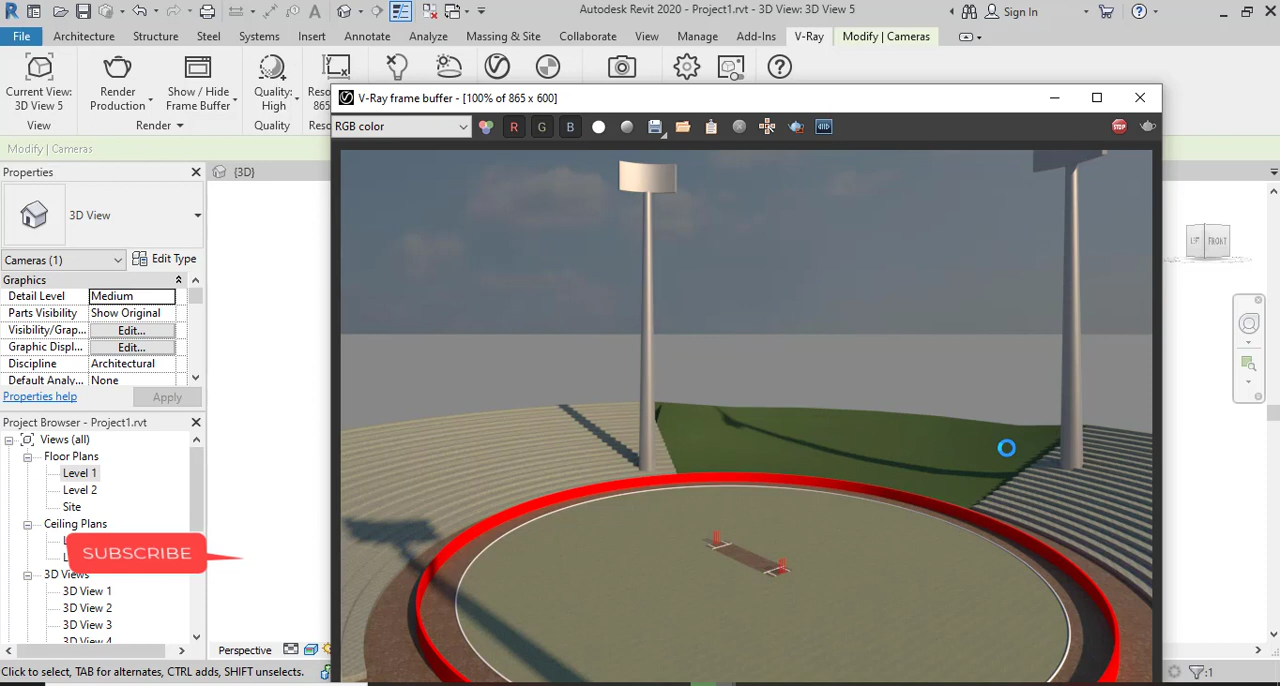 Autodesk Revit 2020 - Project1.rvt - 3D View: 3D View 5
Sign In
File Architecture Structure Steel Systems Insert Annotate Analyze Massing & Site Collaborate View Manage Add-Ins V-Ray Modify | Cameras
Current View:
3D View 5
Render
Production
Show / Hide
Frame Buffer
Quality:
High
865
View
Render
Quality
V-Ray frame buffer - [100% of 865 x 600]
RGB color
R G B
STOP
Modify | Cameras
Properties
{3D}
3D View
Cameras (1)
Edit Type
Graphics
Detail Level Medium
Parts Visibility Show Original
Visibility/Grap... Edit...
Graphic Displ... Edit...
Discipline Architectural
Default Analy... None
Properties help
Apply
FRONT
Project Browser - Project1.rvt
Views (all)
Floor Plans
Level 1
Level 2
Site
Ceiling Plans
SUBSCRIBE
3D Views
3D View 1
3D View 2
3D View 3
3D View 4
Perspective
Click to select, TAB for alternates, CTRL adds, SHIFT unselects.
:1